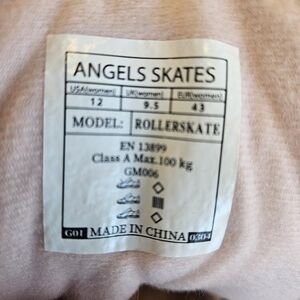 ANGELS SKATES
USA(women) UK(women) EUR(women)
12 9.5 43
MODEL: ROLLERSKATE
EN 13899
Class A Max.100 kg
GM006
G01 MADE IN CHINA 0304